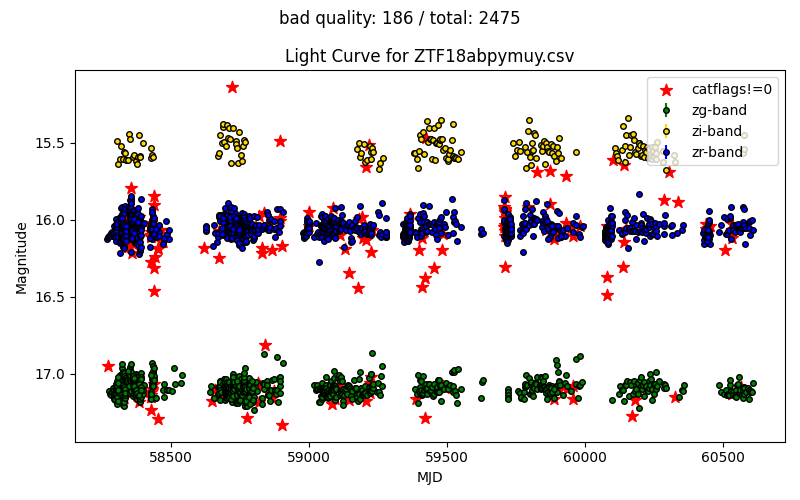 bad quality: 186 / total: 2475
Light Curve for ZTF18abpymuy.csv
catflags!=0
zg-band
zi-band
zr-band
15.5
16.0
16.5
17.0
Magnitude
58500
59000
59500
60000
60500
MJD